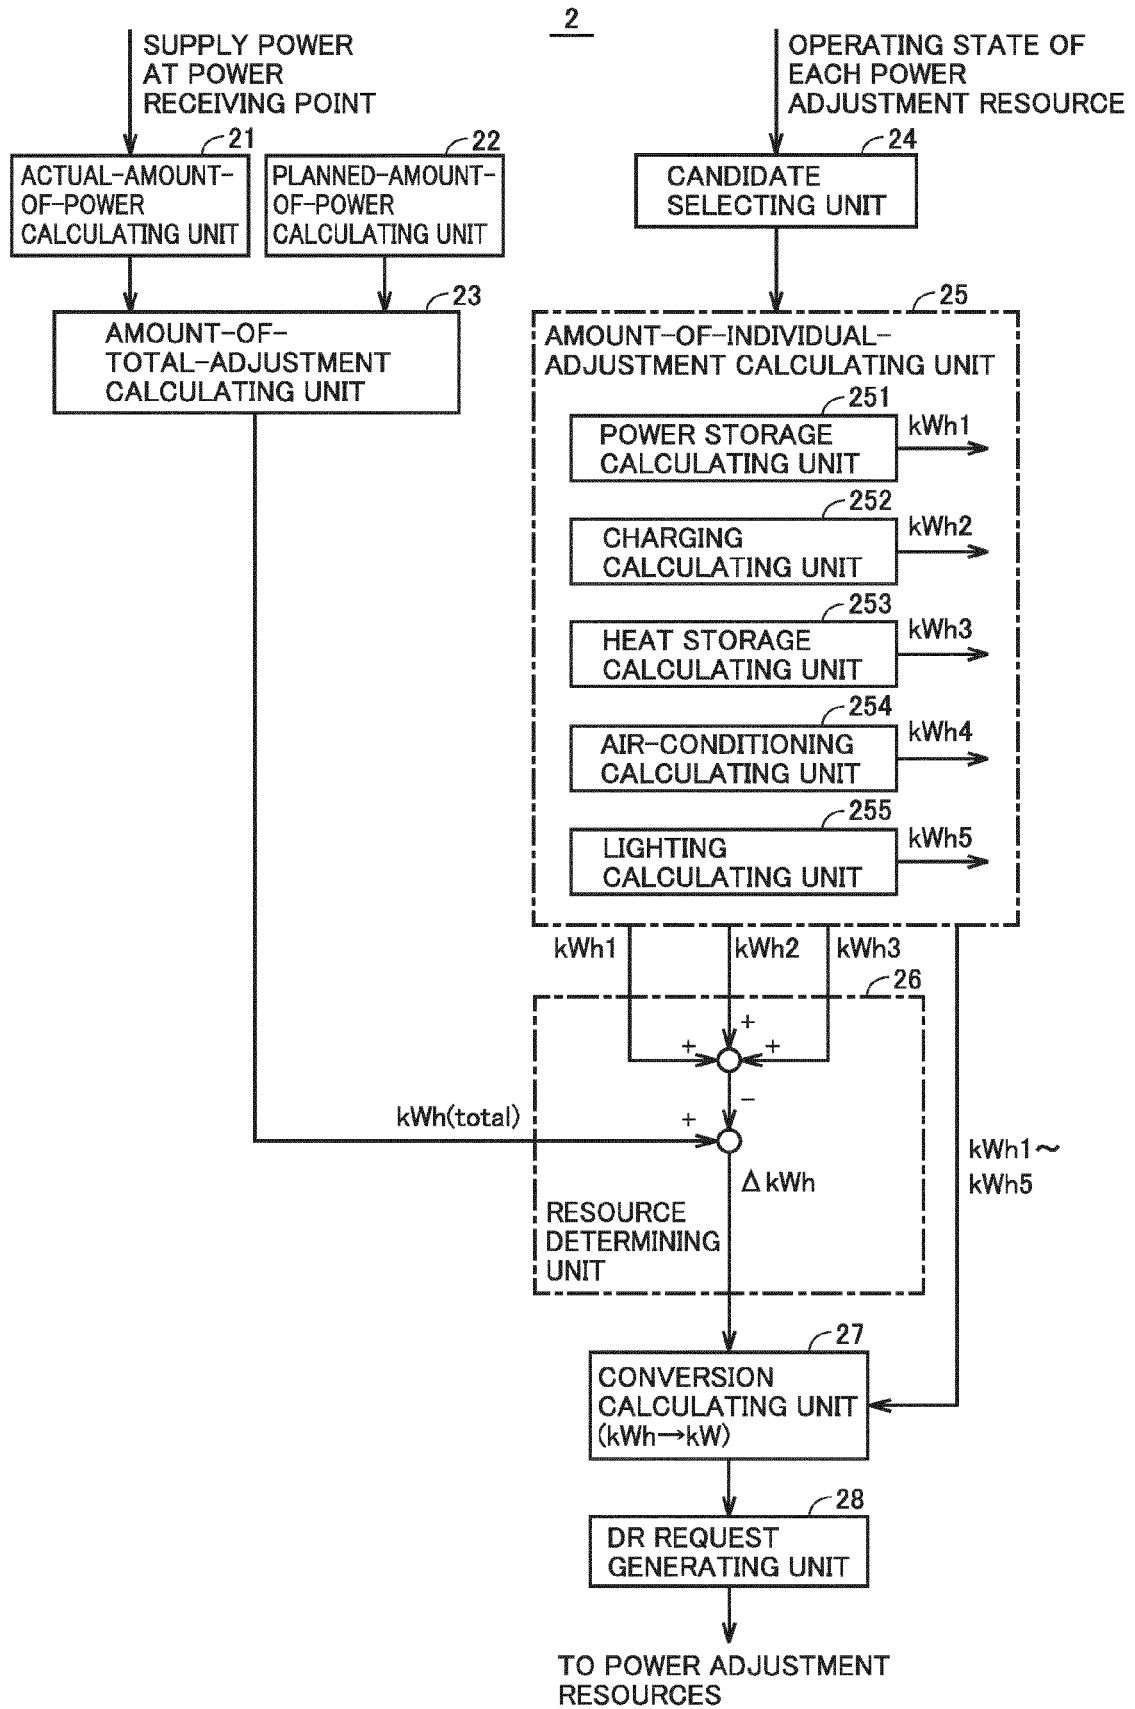 2
SUPPLY POWER
AT POWER
RECEIVING POINT
OPERATING STATE OF
EACH POWER
ADJUSTMENT RESOURCE
21
ACTUAL-AMOUNT-
OF-POWER
CALCULATING UNIT
22
PLANNED-AMOUNT-
OF-POWER
CALCULATING UNIT
24
CANDIDATE
SELECTING UNIT
23
AMOUNT-OF-
TOTAL-ADJUSTMENT
CALCULATING UNIT
25
AMOUNT-OF-INDIVIDUAL-
ADJUSTMENT CALCULATING UNIT
251
POWER STORAGE
CALCULATING UNIT
kWh1
252
CHARGING
CALCULATING UNIT
kWh2
253
HEAT STORAGE
CALCULATING UNIT
kWh3
254
AIR-CONDITIONING
CALCULATING UNIT
kWh4
255
LIGHTING
CALCULATING UNIT
kWh5
kWh1
kWh2
kWh3
26
+
+ +
−
kWh(total)
+
ΔkWh
kWh1~
kWh5
RESOURCE
DETERMINING
UNIT
27
CONVERSION
CALCULATING UNIT
(kWh→kW)
28
DR REQUEST
GENERATING UNIT
TO POWER ADJUSTMENT
RESOURCES